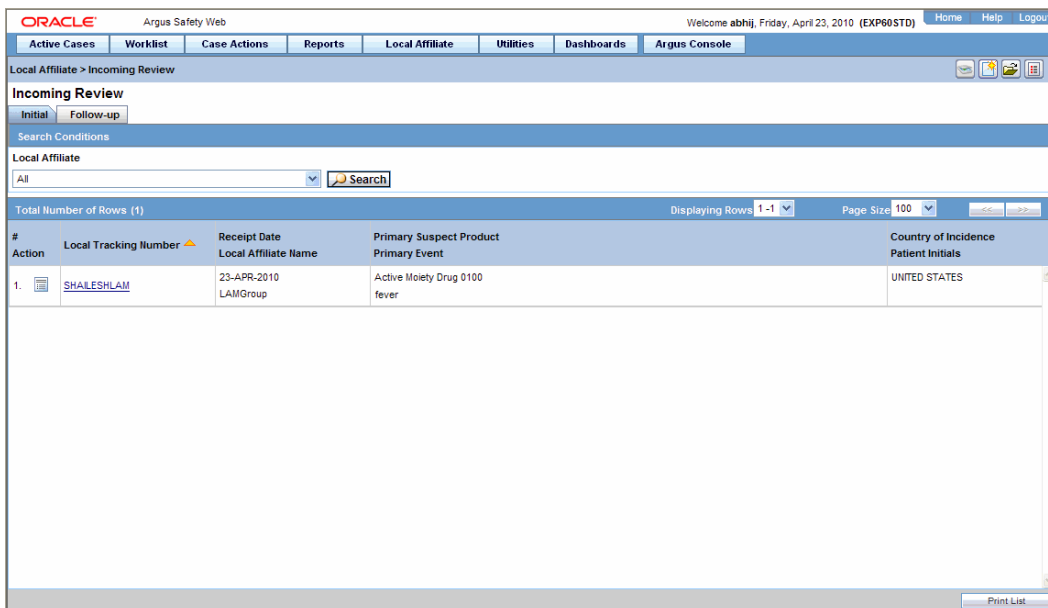 ORACLE' Argus Safety Web Welcome abhij, Friday, April 23, 2010 (EXP60STD) Home Help Logout
Active Cases Worklist Case Actions Reports Local Affiliate Utilities Dashboards Argus Console
Local Affiliate > Incoming Review
Incoming Review
Initial Follow-up
Search Conditions
Local Affiliate
All Search
Total Number of Rows (1) Displaying Rows 1 -1 Page Size 100 << >>
# Local Tracking Number Receipt Date Primary Suspect Product Country of Incidence
Action Local Affiliate Name Primary Event Patient Initials
1. SHAILESHLAM 23-APR-2010 Active Moiety Drug 0100 UNITED STATES
LAMGroup fever
Print List